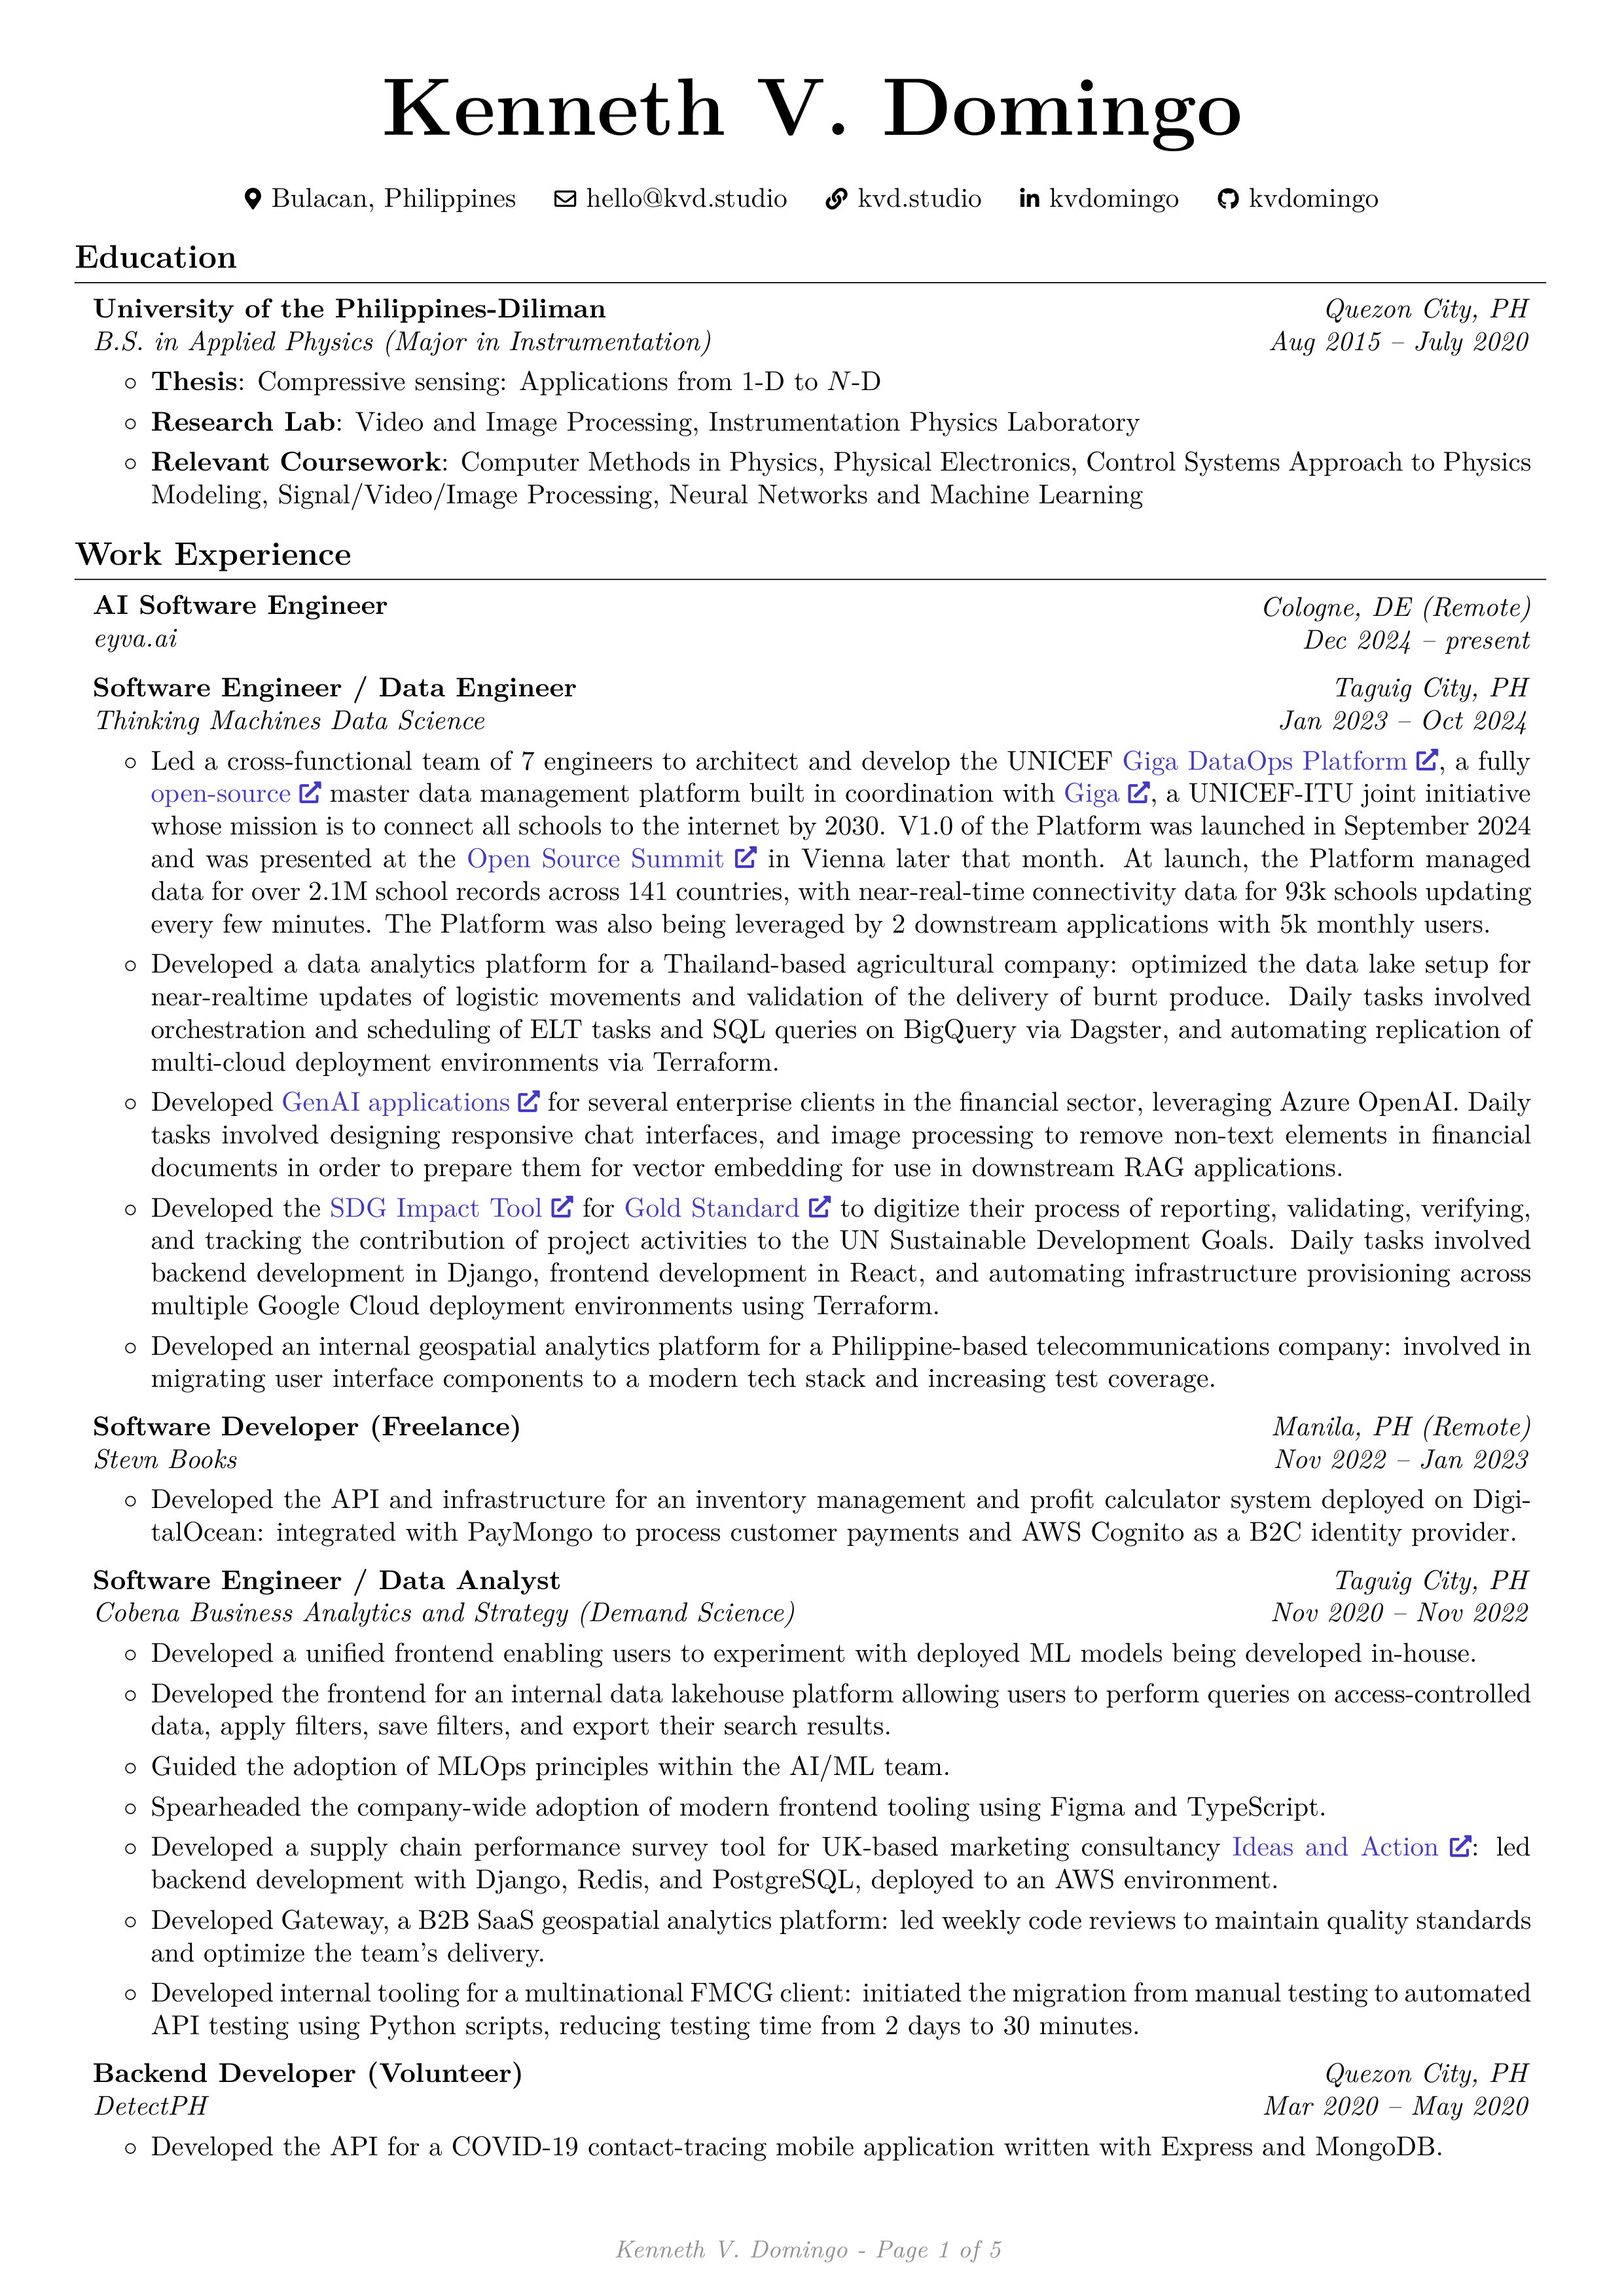 Kenneth V. Domingo
Bulacan, Philippines hello@kvd.studio kvd.studio kvdomingo kvdomingo
Education
University of the Philippines-Diliman Quezon City, PH
B.S. in Applied Physics (Major in Instrumentation) Aug 2015 – July 2020
◦ Thesis: Compressive sensing: Applications from 1-D to N-D
◦ Research Lab: Video and Image Processing, Instrumentation Physics Laboratory
◦ Relevant Coursework: Computer Methods in Physics, Physical Electronics, Control Systems Approach to Physics
Modeling, Signal/Video/Image Processing, Neural Networks and Machine Learning
Work Experience
AI Software Engineer Cologne, DE (Remote)
eyva.ai Dec 2024 – present
Software Engineer / Data Engineer Taguig City, PH
Thinking Machines Data Science Jan 2023 – Oct 2024
◦ Led a cross-functional team of 7 engineers to architect and develop the UNICEF Giga DataOps Platform, a fully
open-source master data management platform built in coordination with Giga, a UNICEF-ITU joint initiative
whose mission is to connect all schools to the internet by 2030. V1.0 of the Platform was launched in September 2024
and was presented at the Open Source Summit in Vienna later that month. At launch, the Platform managed
data for over 2.1M school records across 141 countries, with near-real-time connectivity data for 93k schools updating
every few minutes. The Platform was also being leveraged by 2 downstream applications with 5k monthly users.
◦ Developed a data analytics platform for a Thailand-based agricultural company: optimized the data lake setup for
near-realtime updates of logistic movements and validation of the delivery of burnt produce. Daily tasks involved
orchestration and scheduling of ELT tasks and SQL queries on BigQuery via Dagster, and automating replication of
multi-cloud deployment environments via Terraform.
◦ Developed GenAI applications for several enterprise clients in the financial sector, leveraging Azure OpenAI. Daily
tasks involved designing responsive chat interfaces, and image processing to remove non-text elements in financial
documents in order to prepare them for vector embedding for use in downstream RAG applications.
◦ Developed the SDG Impact Tool for Gold Standard to digitize their process of reporting, validating, verifying,
and tracking the contribution of project activities to the UN Sustainable Development Goals. Daily tasks involved
backend development in Django, frontend development in React, and automating infrastructure provisioning across
multiple Google Cloud deployment environments using Terraform.
◦ Developed an internal geospatial analytics platform for a Philippine-based telecommunications company: involved in
migrating user interface components to a modern tech stack and increasing test coverage.
Software Developer (Freelance) Manila, PH (Remote)
Stevn Books Nov 2022 – Jan 2023
◦ Developed the API and infrastructure for an inventory management and profit calculator system deployed on Digi-
talOcean: integrated with PayMongo to process customer payments and AWS Cognito as a B2C identity provider.
Software Engineer / Data Analyst Taguig City, PH
Cobena Business Analytics and Strategy (Demand Science) Nov 2020 – Nov 2022
◦ Developed a unified frontend enabling users to experiment with deployed ML models being developed in-house.
◦ Developed the frontend for an internal data lakehouse platform allowing users to perform queries on access-controlled
data, apply filters, save filters, and export their search results.
◦ Guided the adoption of MLOps principles within the AI/ML team.
◦ Spearheaded the company-wide adoption of modern frontend tooling using Figma and TypeScript.
◦ Developed a supply chain performance survey tool for UK-based marketing consultancy Ideas and Action: led
backend development with Django, Redis, and PostgreSQL, deployed to an AWS environment.
◦ Developed Gateway, a B2B SaaS geospatial analytics platform: led weekly code reviews to maintain quality standards
and optimize the team's delivery.
◦ Developed internal tooling for a multinational FMCG client: initiated the migration from manual testing to automated
API testing using Python scripts, reducing testing time from 2 days to 30 minutes.
Backend Developer (Volunteer) Quezon City, PH
DetectPH Mar 2020 – May 2020
◦ Developed the API for a COVID-19 contact-tracing mobile application written with Express and MongoDB.
Kenneth V. Domingo - Page 1 of 5